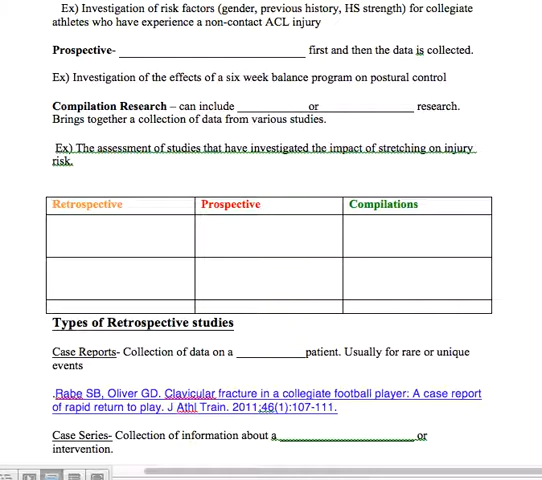 Ex) Investigation of risk factors (gender, previous history, HS strength) for collegiate
athletes who have experience a non-contact ACL injury
Prospective- ______________________________ first and then the data is collected.
Ex) Investigation of the effects of a six week balance program on postural control
Compilation Research – can include ____________ or ________________ research.
Brings together a collection of data from various studies.
Ex) The assessment of studies that have investigated the impact of stretching on injury
risk.
Retrospective Prospective Compilations
Types of Retrospective studies
Case Reports- Collection of data on a ___________patient. Usually for rare or unique
events
.Rabe SB, Oliver GD. Clavicular fracture in a collegiate football player: A case report
of rapid return to play. J Athl Train. 2011;46(1):107-111.
Case Series- Collection of information about a ______________________ or
intervention.